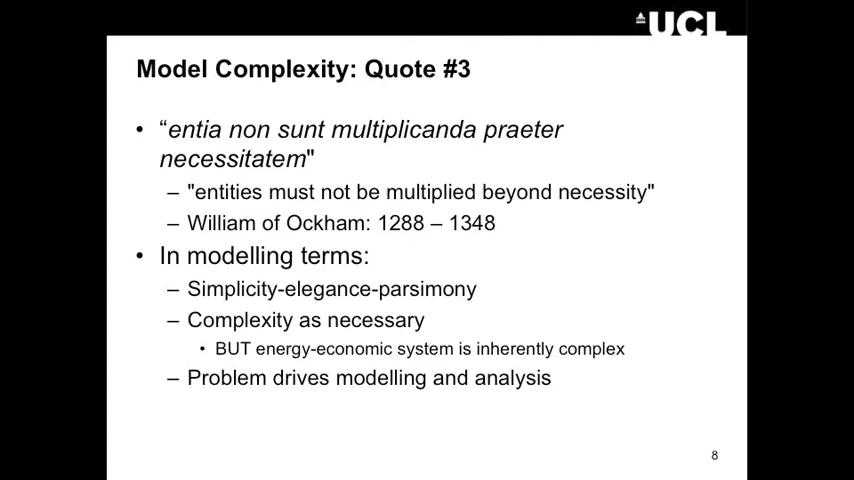 UCL
Model Complexity: Quote #3
• “entia non sunt multiplicanda praeter
necessitatem"
– "entities must not be multiplied beyond necessity"
– William of Ockham: 1288 – 1348
• In modelling terms:
– Simplicity-elegance-parsimony
– Complexity as necessary
• BUT energy-economic system is inherently complex
– Problem drives modelling and analysis
8